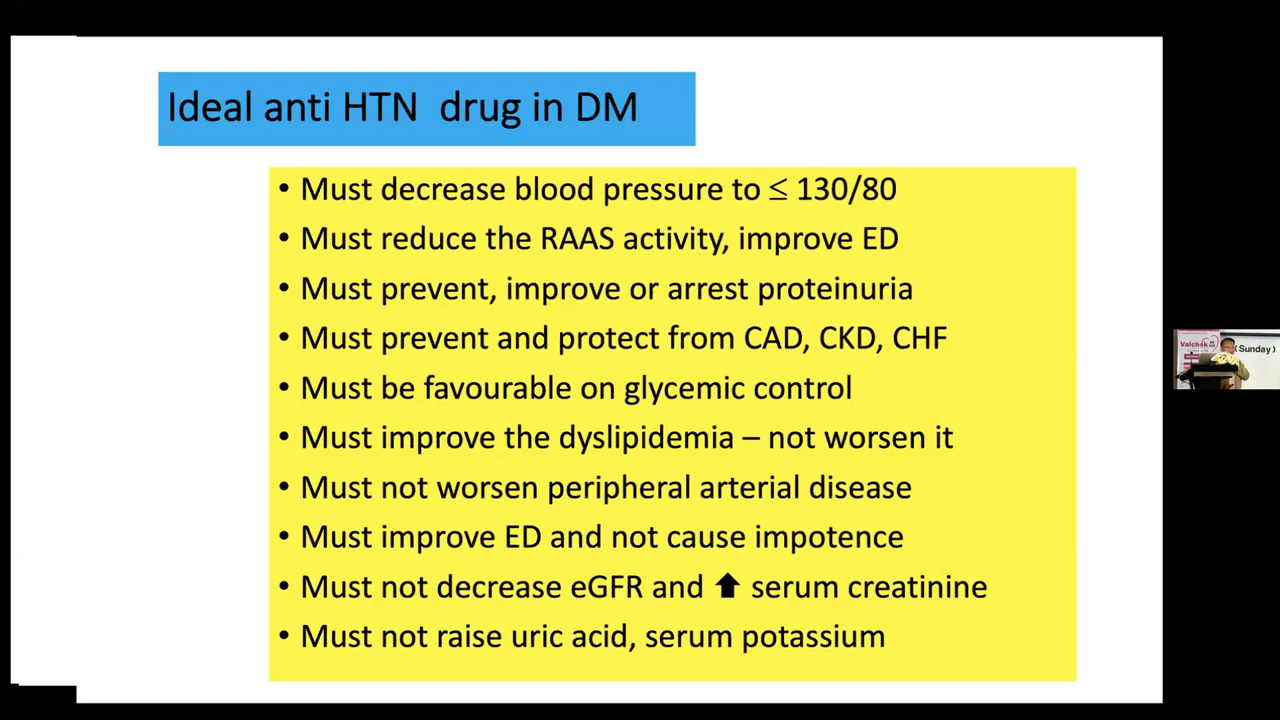 Ideal anti HTN drug in DM
• Must decrease blood pressure to ≤ 130/80
• Must reduce the RAAS activity, improve ED
• Must prevent, improve or arrest proteinuria
• Must prevent and protect from CAD, CKD, CHF
• Must be favourable on glycemic control
• Must improve the dyslipidemia – not worsen it
• Must not worsen peripheral arterial disease
• Must improve ED and not cause impotence
• Must not decrease eGFR and ⬆ serum creatinine
• Must not raise uric acid, serum potassium
Valchek
(Sunday)